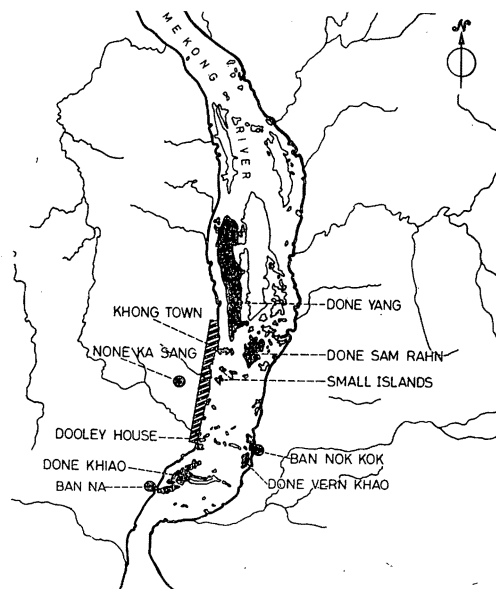 MEKONG
RIVER
N
KHONG TOWN
DONE YANG
NONE KA SANG
DONE SAM RAHN
SMALL ISLANDS
DOOLEY HOUSE
BAN NOK KOK
DONE KHIAO
DONE VERN KHAO
BAN NA